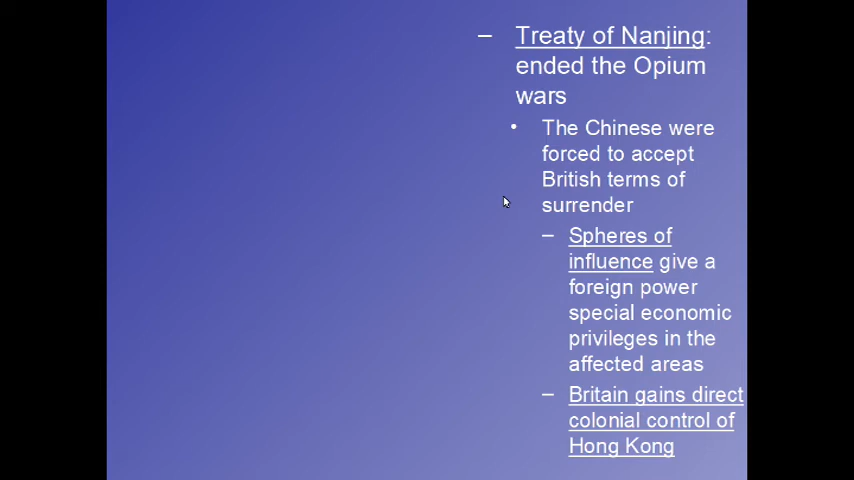 – Treaty of Nanjing:
ended the Opium
wars
• The Chinese were
forced to accept
British terms of
surrender
– Spheres of
influence give a
foreign power
special economic
privileges in the
affected areas
– Britain gains direct
colonial control of
Hong Kong